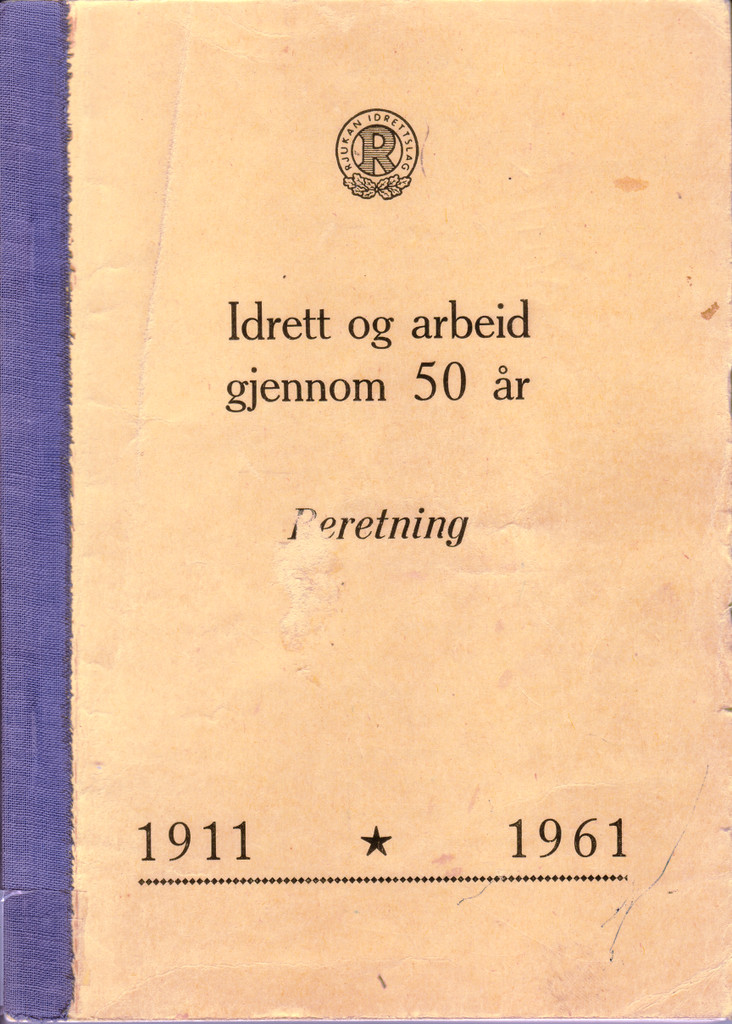 RJUKAN IDRETTSLAG
R
Idrett og arbeid
gjennom 50 år
Beretning
1911 ★ 1961